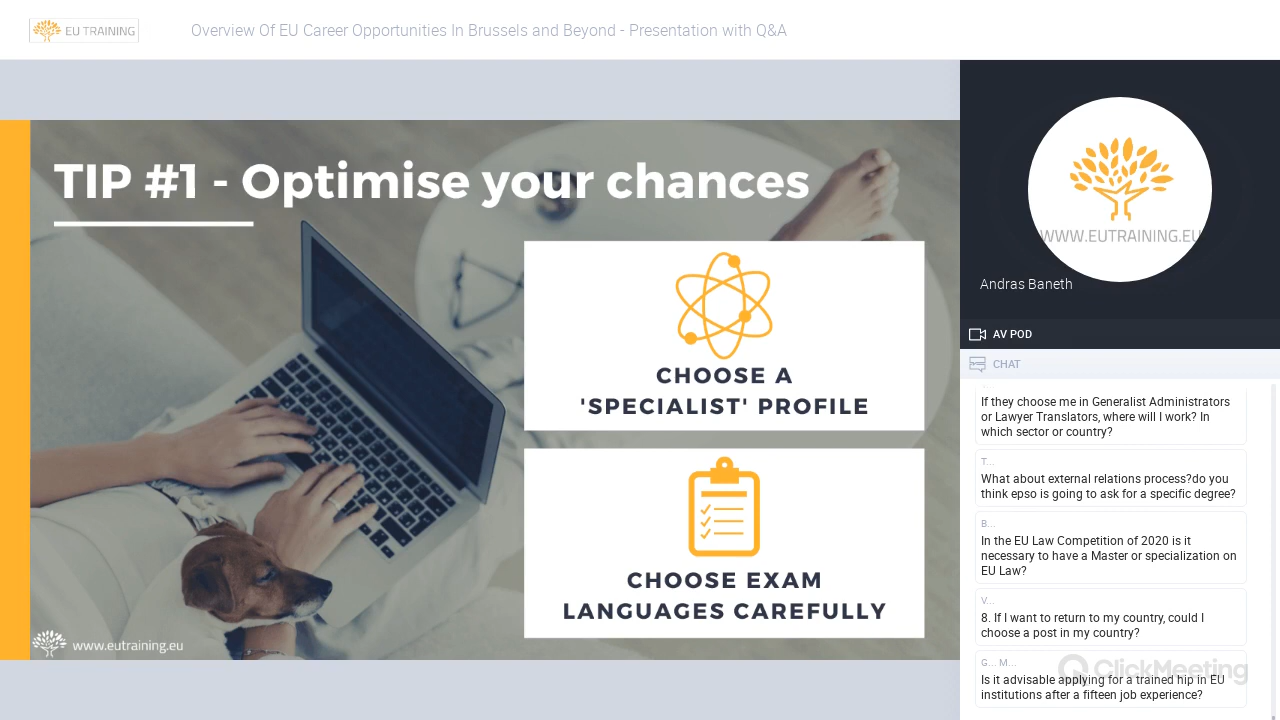 EU TRAINING
Overview Of EU Career Opportunities In Brussels and Beyond - Presentation with Q&A
TIP #1 - Optimise your chances
CHOOSE A
'SPECIALIST' PROFILE
CHOOSE EXAM
LANGUAGES CAREFULLY
www.eutraining.eu
WWW.EUTRAINING.EU
Andras Baneth
AV POD
CHAT
If they choose me in Generalist Administrators
or Lawyer Translators, where will I work? In
which sector or country?
T...
What about external relations process?do you
think epso is going to ask for a specific degree?
B...
In the EU Law Competition of 2020 is it
necessary to have a Master or specialization on
EU Law?
V...
8. If I want to return to my country, could I
choose a post in my country?
G... M...
Is it advisable applying for a trained hip in EU
institutions after a fifteen job experience?
ClickMeeting